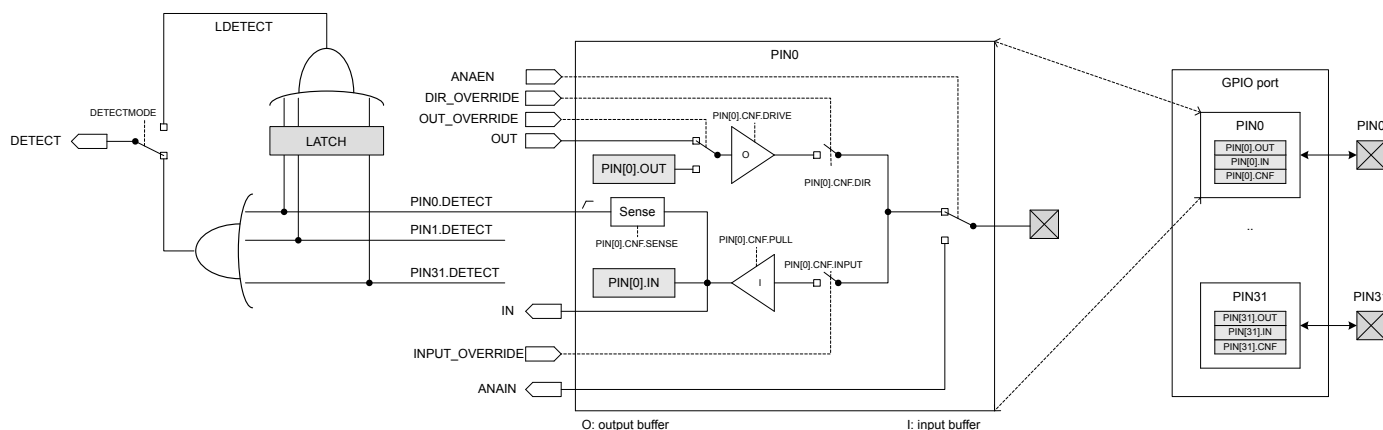 LDETECT
PIN0
ANAEN
GPIO port
DIR_OVERRIDE
DETECTMODE
OUT_OVERRIDE
PIN[0].CNF.DRIVE
PIN0
PIN0
DETECT
LATCH
OUT
O
PIN[0].OUT
PIN[0].IN
PIN[0].CNF
PIN[0].OUT
PIN[0].CNF.DIR
PIN0.DETECT
Sense
PIN1.DETECT
PIN[0].CNF.SENSE
PIN[0].CNF.PULL
..
PIN[0].CNF.INPUT
PIN31.DETECT
PIN[0].IN
I
PIN31
PIN31
IN
PIN[31].OUT
PIN[31].IN
PIN[31].CNF
INPUT_OVERRIDE
ANAIN
O: output buffer
I: input buffer